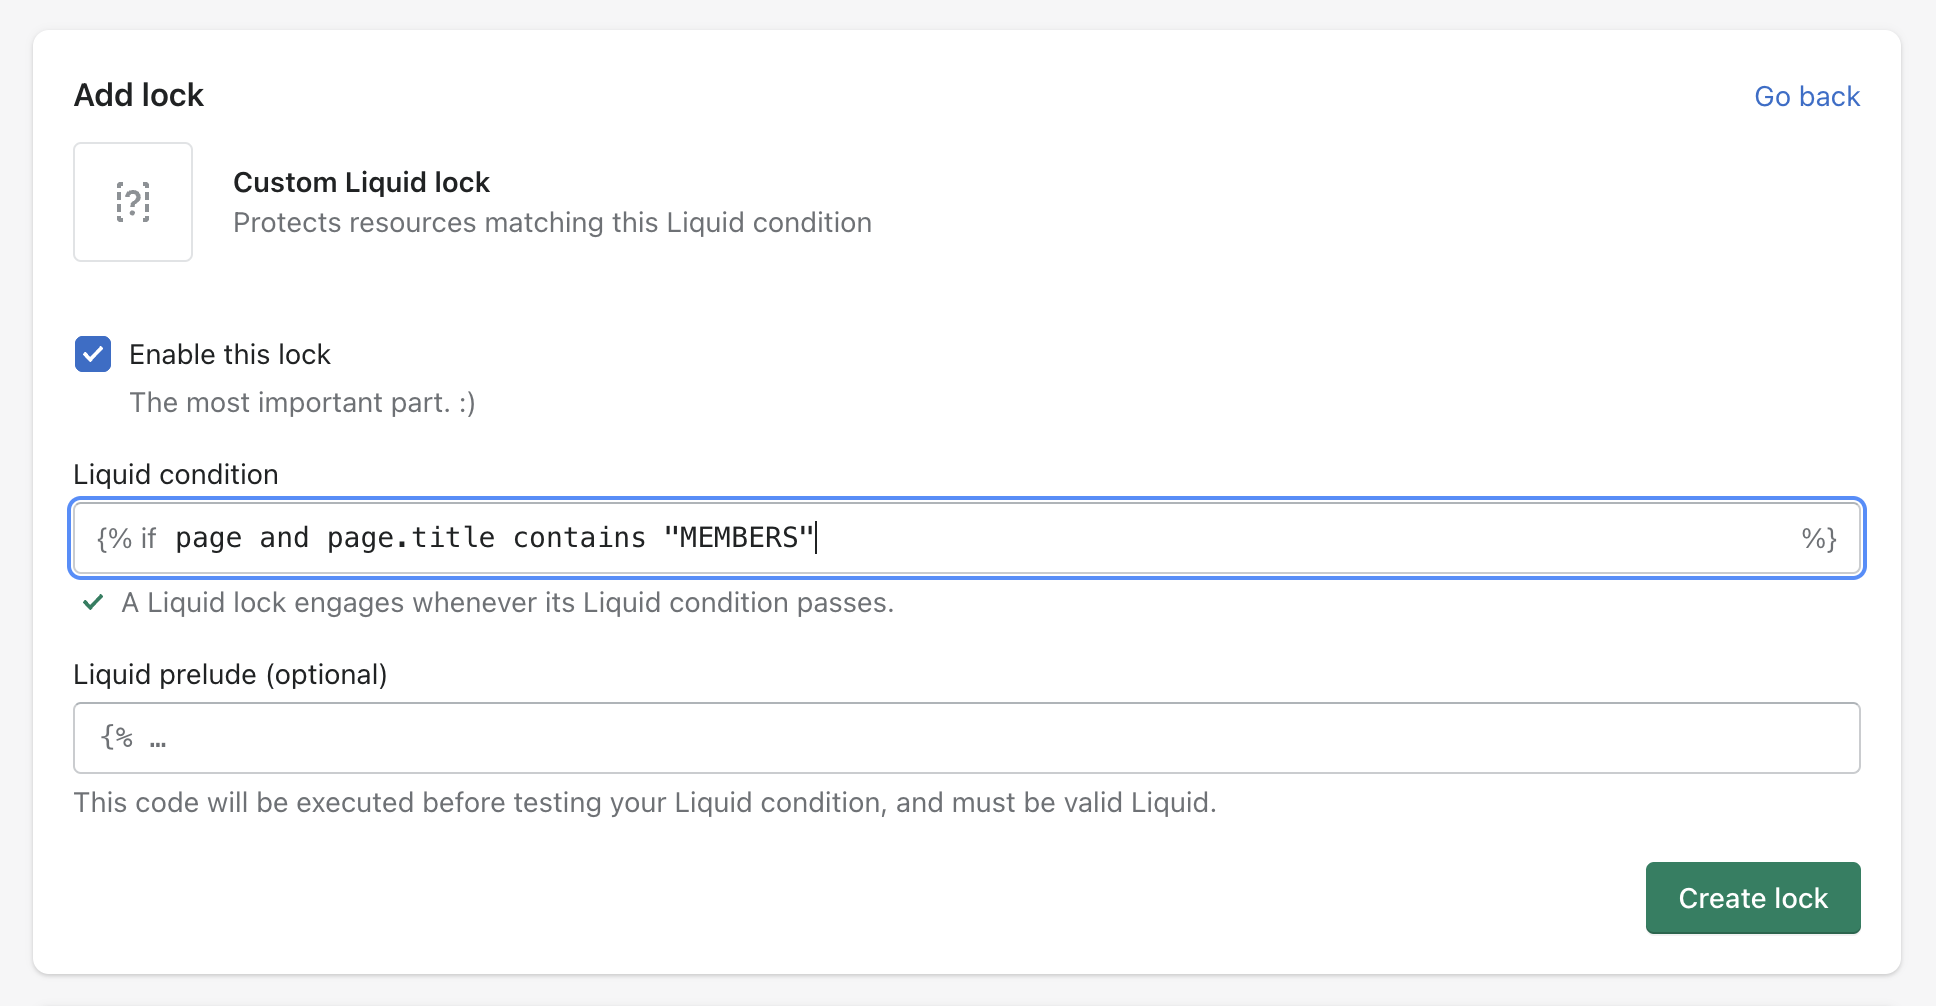 Add lock
Go back
[?]
Custom Liquid lock
Protects resources matching this Liquid condition
Enable this lock
The most important part. :)
Liquid condition
{% if page and page.title contains "MEMBERS" %}
A Liquid lock engages whenever its Liquid condition passes.
Liquid prelude (optional)
{% …
This code will be executed before testing your Liquid condition, and must be valid Liquid.
Create lock